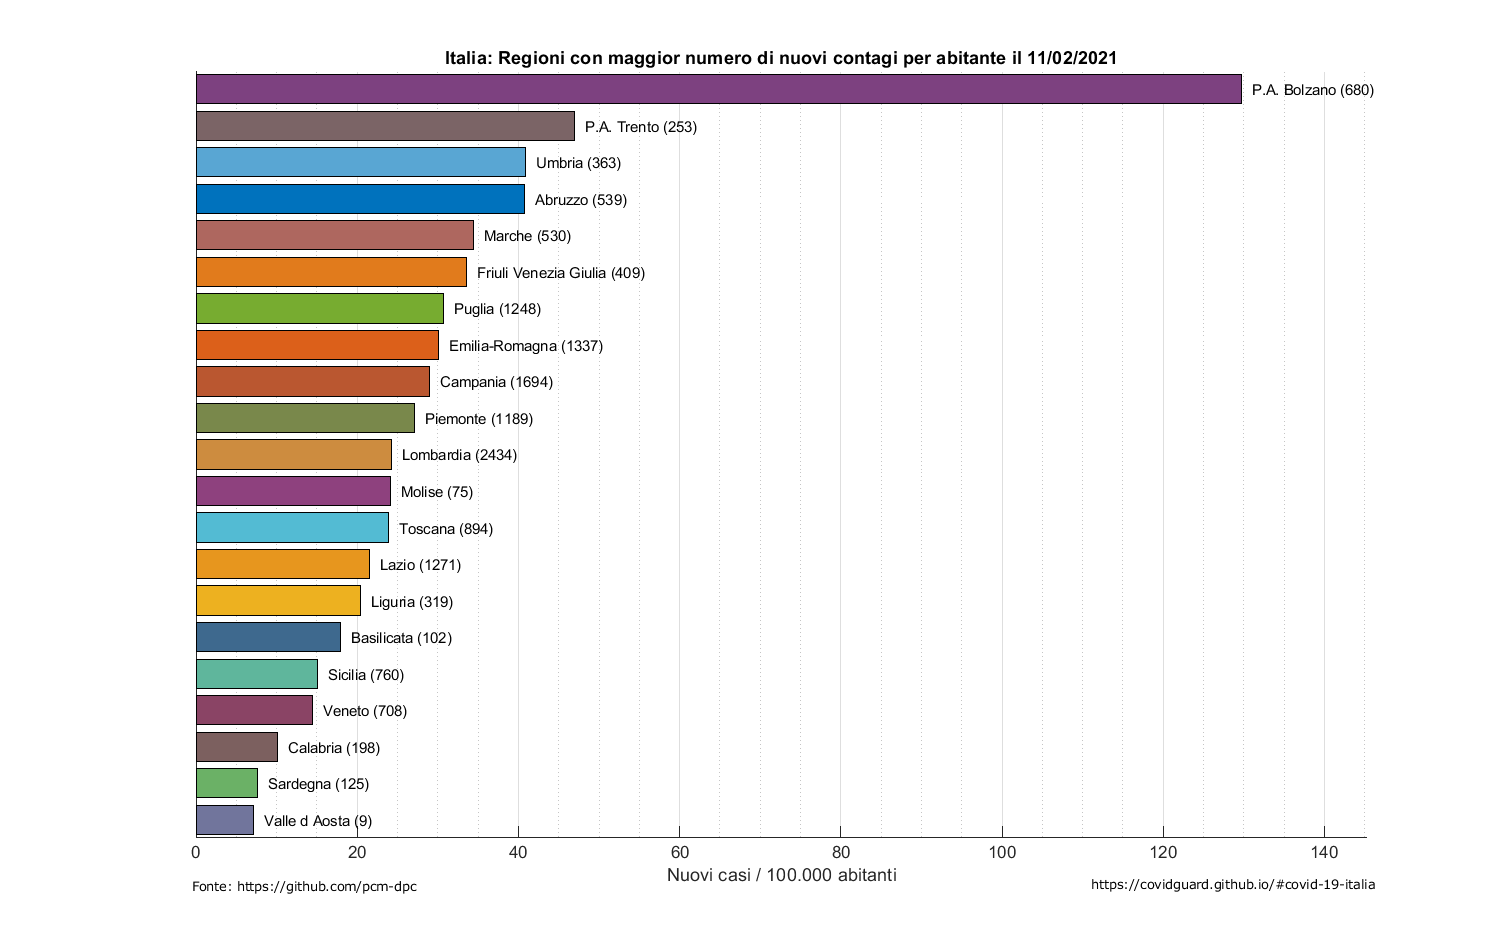 Italia: Regioni con maggior numero di nuovi contagi per abitante il 11/02/2021
P.A. Bolzano (680)
P.A. Trento (253)
Umbria (363)
Abruzzo (539)
Marche (530)
Friuli Venezia Giulia (409)
Puglia (1248)
Emilia-Romagna (1337)
Campania (1694)
Piemonte (1189)
Lombardia (2434)
Molise (75)
Toscana (894)
Lazio (1271)
Liguria (319)
Basilicata (102)
Sicilia (760)
Veneto (708)
Calabria (198)
Sardegna (125)
Valle d Aosta (9)
0 20 40 60 80 100 120 140
Nuovi casi / 100.000 abitanti
Fonte: https://github.com/pcm-dpc
https://covidguard.github.io/#covid-19-italia